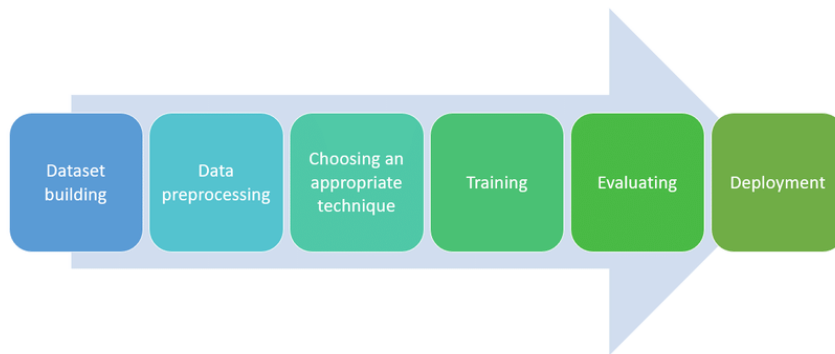 Dataset
building
Data
preprocessing
Choosing an
appropriate
technique
Training
Evaluating
Deployment